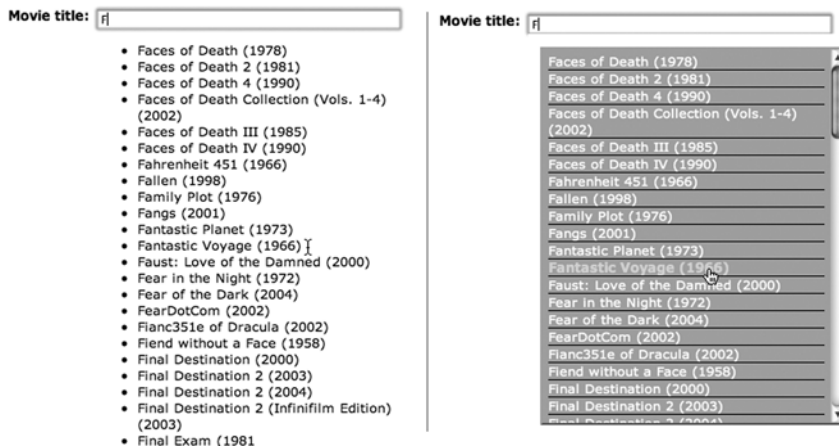 Movie title: F
Faces of Death (1978)
Faces of Death 2 (1981)
Faces of Death 4 (1990)
Faces of Death Collection (Vols. 1-4)
(2002)
Faces of Death III (1985)
Faces of Death IV (1990)
Fahrenheit 451 (1966)
Fallen (1998)
Family Plot (1976)
Fangs (2001)
Fantastic Planet (1973)
Fantastic Voyage (1966)
Faust: Love of the Damned (2000)
Fear in the Night (1972)
Fear of the Dark (2004)
FearDotCom (2002)
Fianc351e of Dracula (2002)
Fiend without a Face (1958)
Final Destination (2000)
Final Destination 2 (2003)
Final Destination 2 (2004)
Final Destination 2 (Infinifilm Edition)
(2003)
Final Exam (1981
Movie title: F
Faces of Death (1978)
Faces of Death 2 (1981)
Faces of Death 4 (1990)
Faces of Death Collection (Vols. 1-4)
(2002)
Faces of Death III (1985)
Faces of Death IV (1990)
Fahrenheit 451 (1966)
Fallen (1998)
Family Plot (1976)
Fangs (2001)
Fantastic Planet (1973)
Fantastic Voyage (1966)
Faust: Love of the Damned (2000)
Fear in the Night (1972)
Fear of the Dark (2004)
FearDotCom (2002)
Fianc351e of Dracula (2002)
Fiend without a Face (1958)
Final Destination (2000)
Final Destination 2 (2003)
Final Destination 2 (2004)